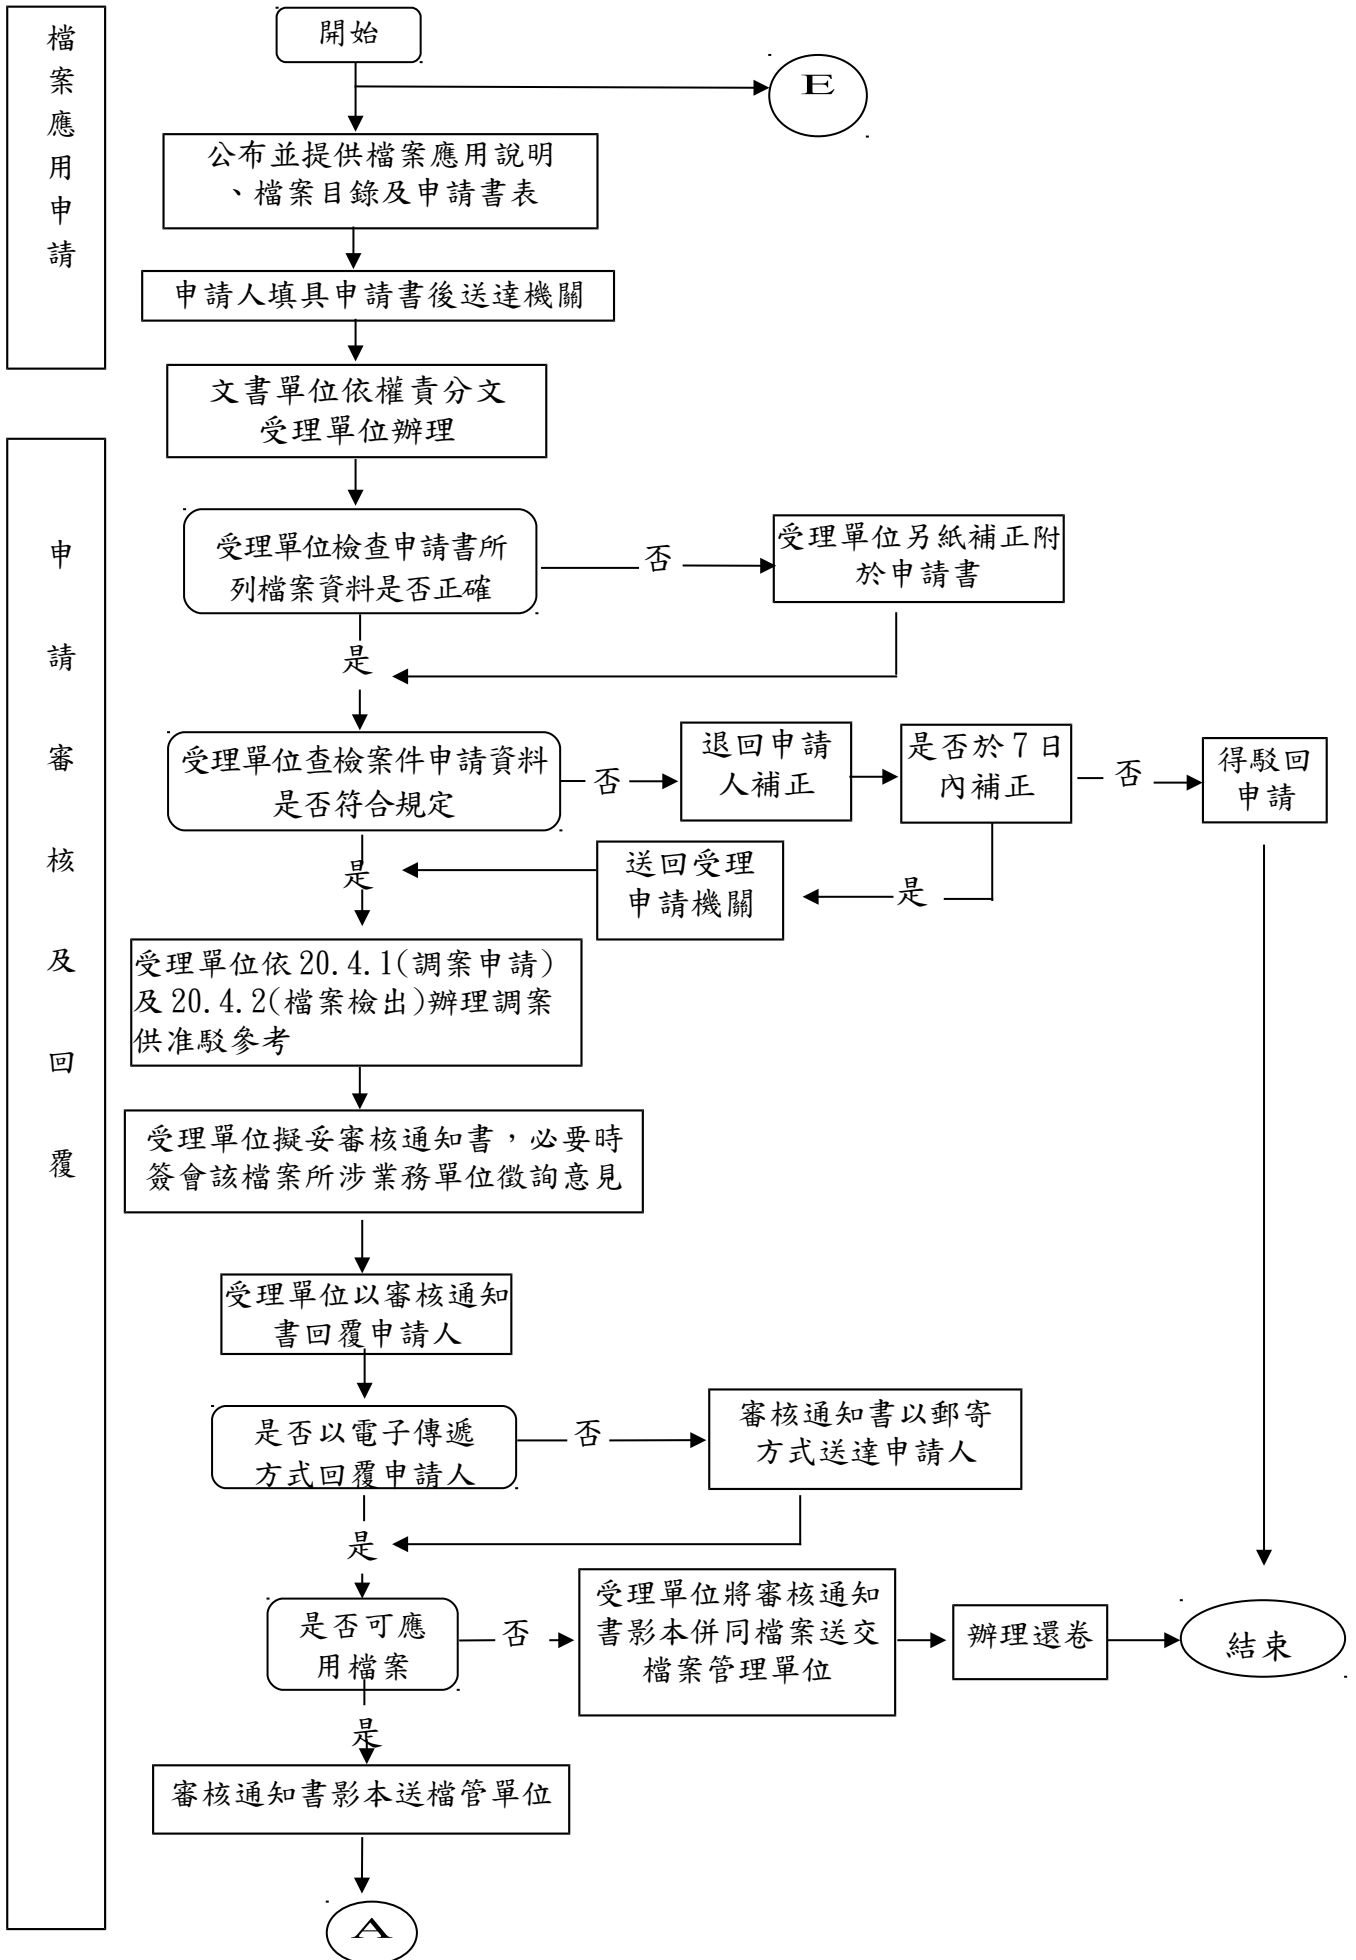 檔案應用申請
開始
E
公布並提供檔案應用說明
、檔案目錄及申請書表
申請人填具申請書後送達機關
文書單位依權責分文
受理單位辦理
申請審核及回覆
受理單位檢查申請書所
列檔案資料是否正確
否
受理單位另紙補正附
於申請書
是
受理單位查檢案件申請資料
是否符合規定
否
退回申請
人補正
是否於7日
內補正
否
得駁回
申請
是
送回受理
申請機關
是
受理單位依20.4.1(調案申請)
及20.4.2(檔案檢出)辦理調案
供准駁參考
受理單位擬妥審核通知書，必要時
簽會該檔案所涉業務單位徵詢意見
受理單位以審核通知
書回覆申請人
是否以電子傳遞
方式回覆申請人
否
審核通知書以郵寄
方式送達申請人
是
是否可應
用檔案
否
受理單位將審核通知
書影本併同檔案送交
檔案管理單位
辦理還卷
結束
是
審核通知書影本送檔管單位
A